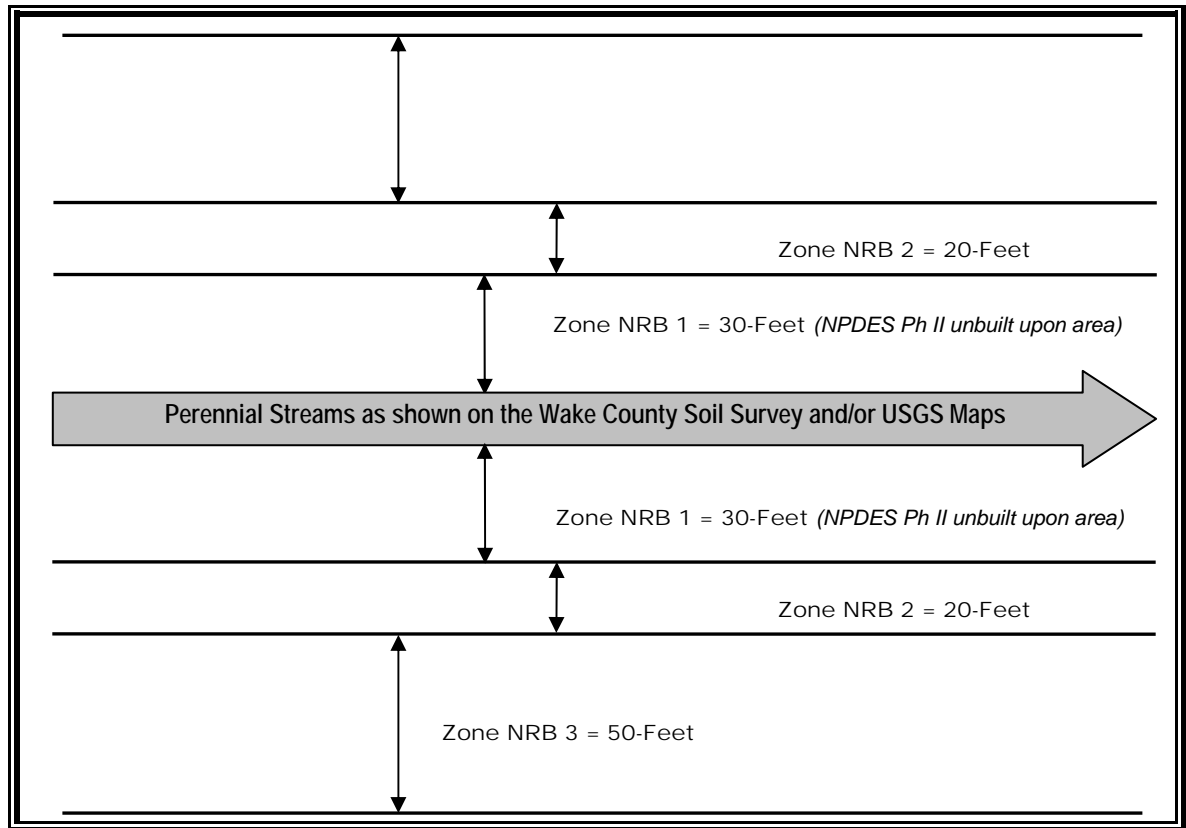 Zone NRB 2 = 20-Feet
Zone NRB 1 = 30-Feet (NPDES Ph II unbuilt upon area)
Perennial Streams as shown on the Wake County Soil Survey and/or USGS Maps
Zone NRB 1 = 30-Feet (NPDES Ph II unbuilt upon area)
Zone NRB 2 = 20-Feet
Zone NRB 3 = 50-Feet